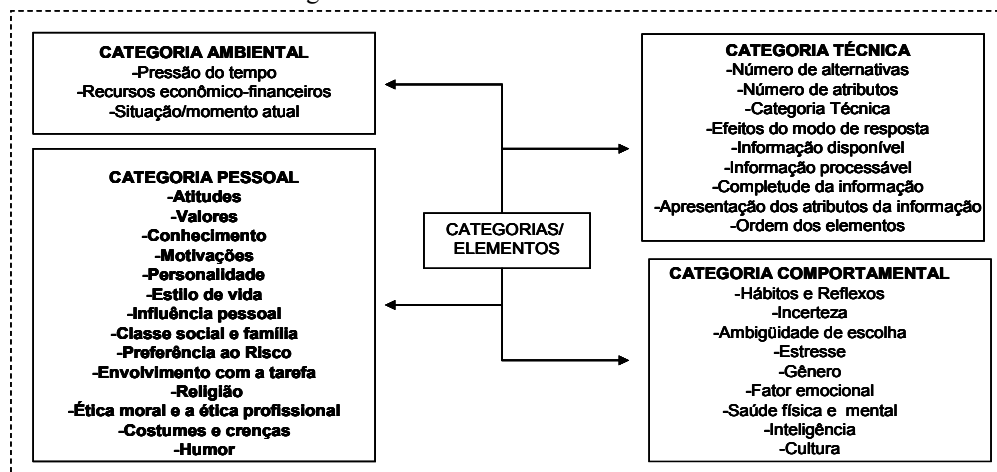 CATEGORIA AMBIENTAL
-Pressão do tempo
-Recursos econômico-financeiros
-Situação/momento atual
CATEGORIA PESSOAL
-Atitudes
-Valores
-Conhecimento
-Motivações
-Personalidade
-Estilo de vida
-Influência pessoal
-Classe social e família
-Preferência ao Risco
-Envolvimento com a tarefa
-Religião
-Ética moral e a ética profissional
-Costumes e crenças
-Humor
CATEGORIAS/
ELEMENTOS
CATEGORIA TÉCNICA
-Número de alternativas
-Número de atributos
-Categoria Técnica
-Efeitos do modo de resposta
-Informação disponível
-Informação processável
-Completude da informação
-Apresentação dos atributos da informação
-Ordem dos elementos
CATEGORIA COMPORTAMENTAL
-Hábitos e Reflexos
-Incerteza
-Ambigüidade de escolha
-Estresse
-Gênero
-Fator emocional
-Saúde física e mental
-Inteligência
-Cultura